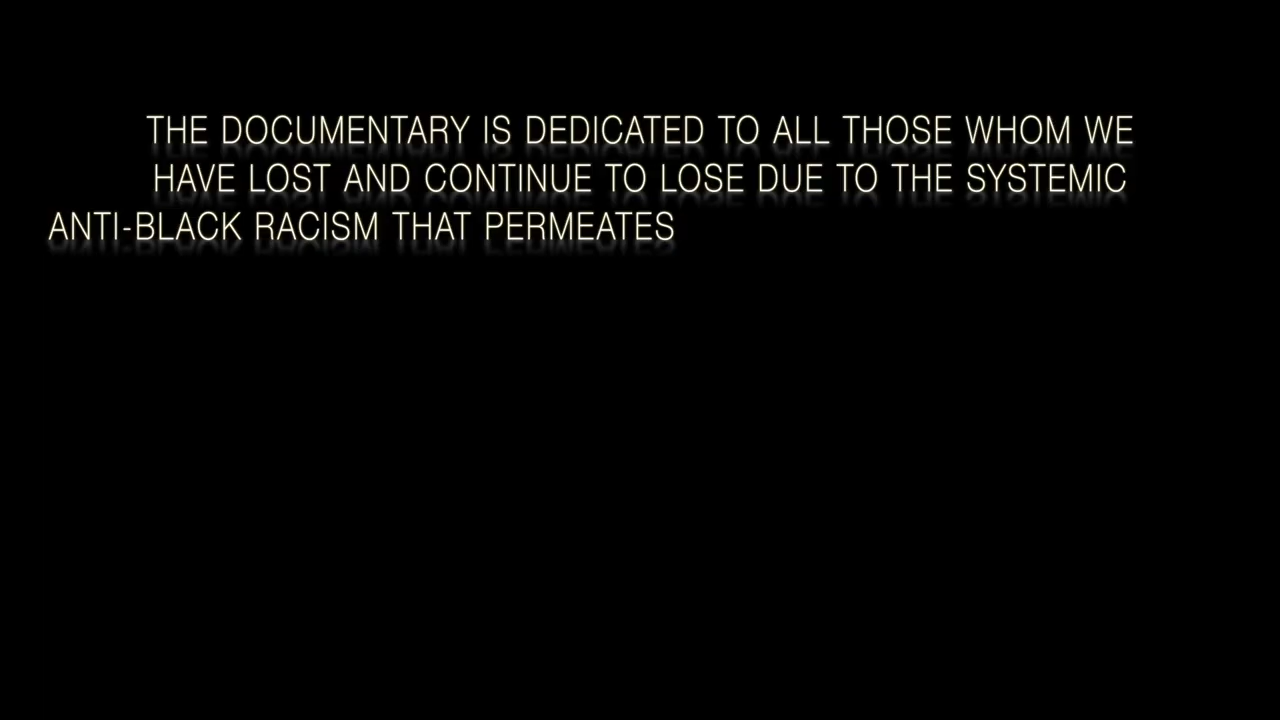 THE DOCUMENTARY IS DEDICATED TO ALL THOSE WHOM WE
HAVE LOST AND CONTINUE TO LOSE DUE TO THE SYSTEMIC
ANTI-BLACK RACISM THAT PERMEATES